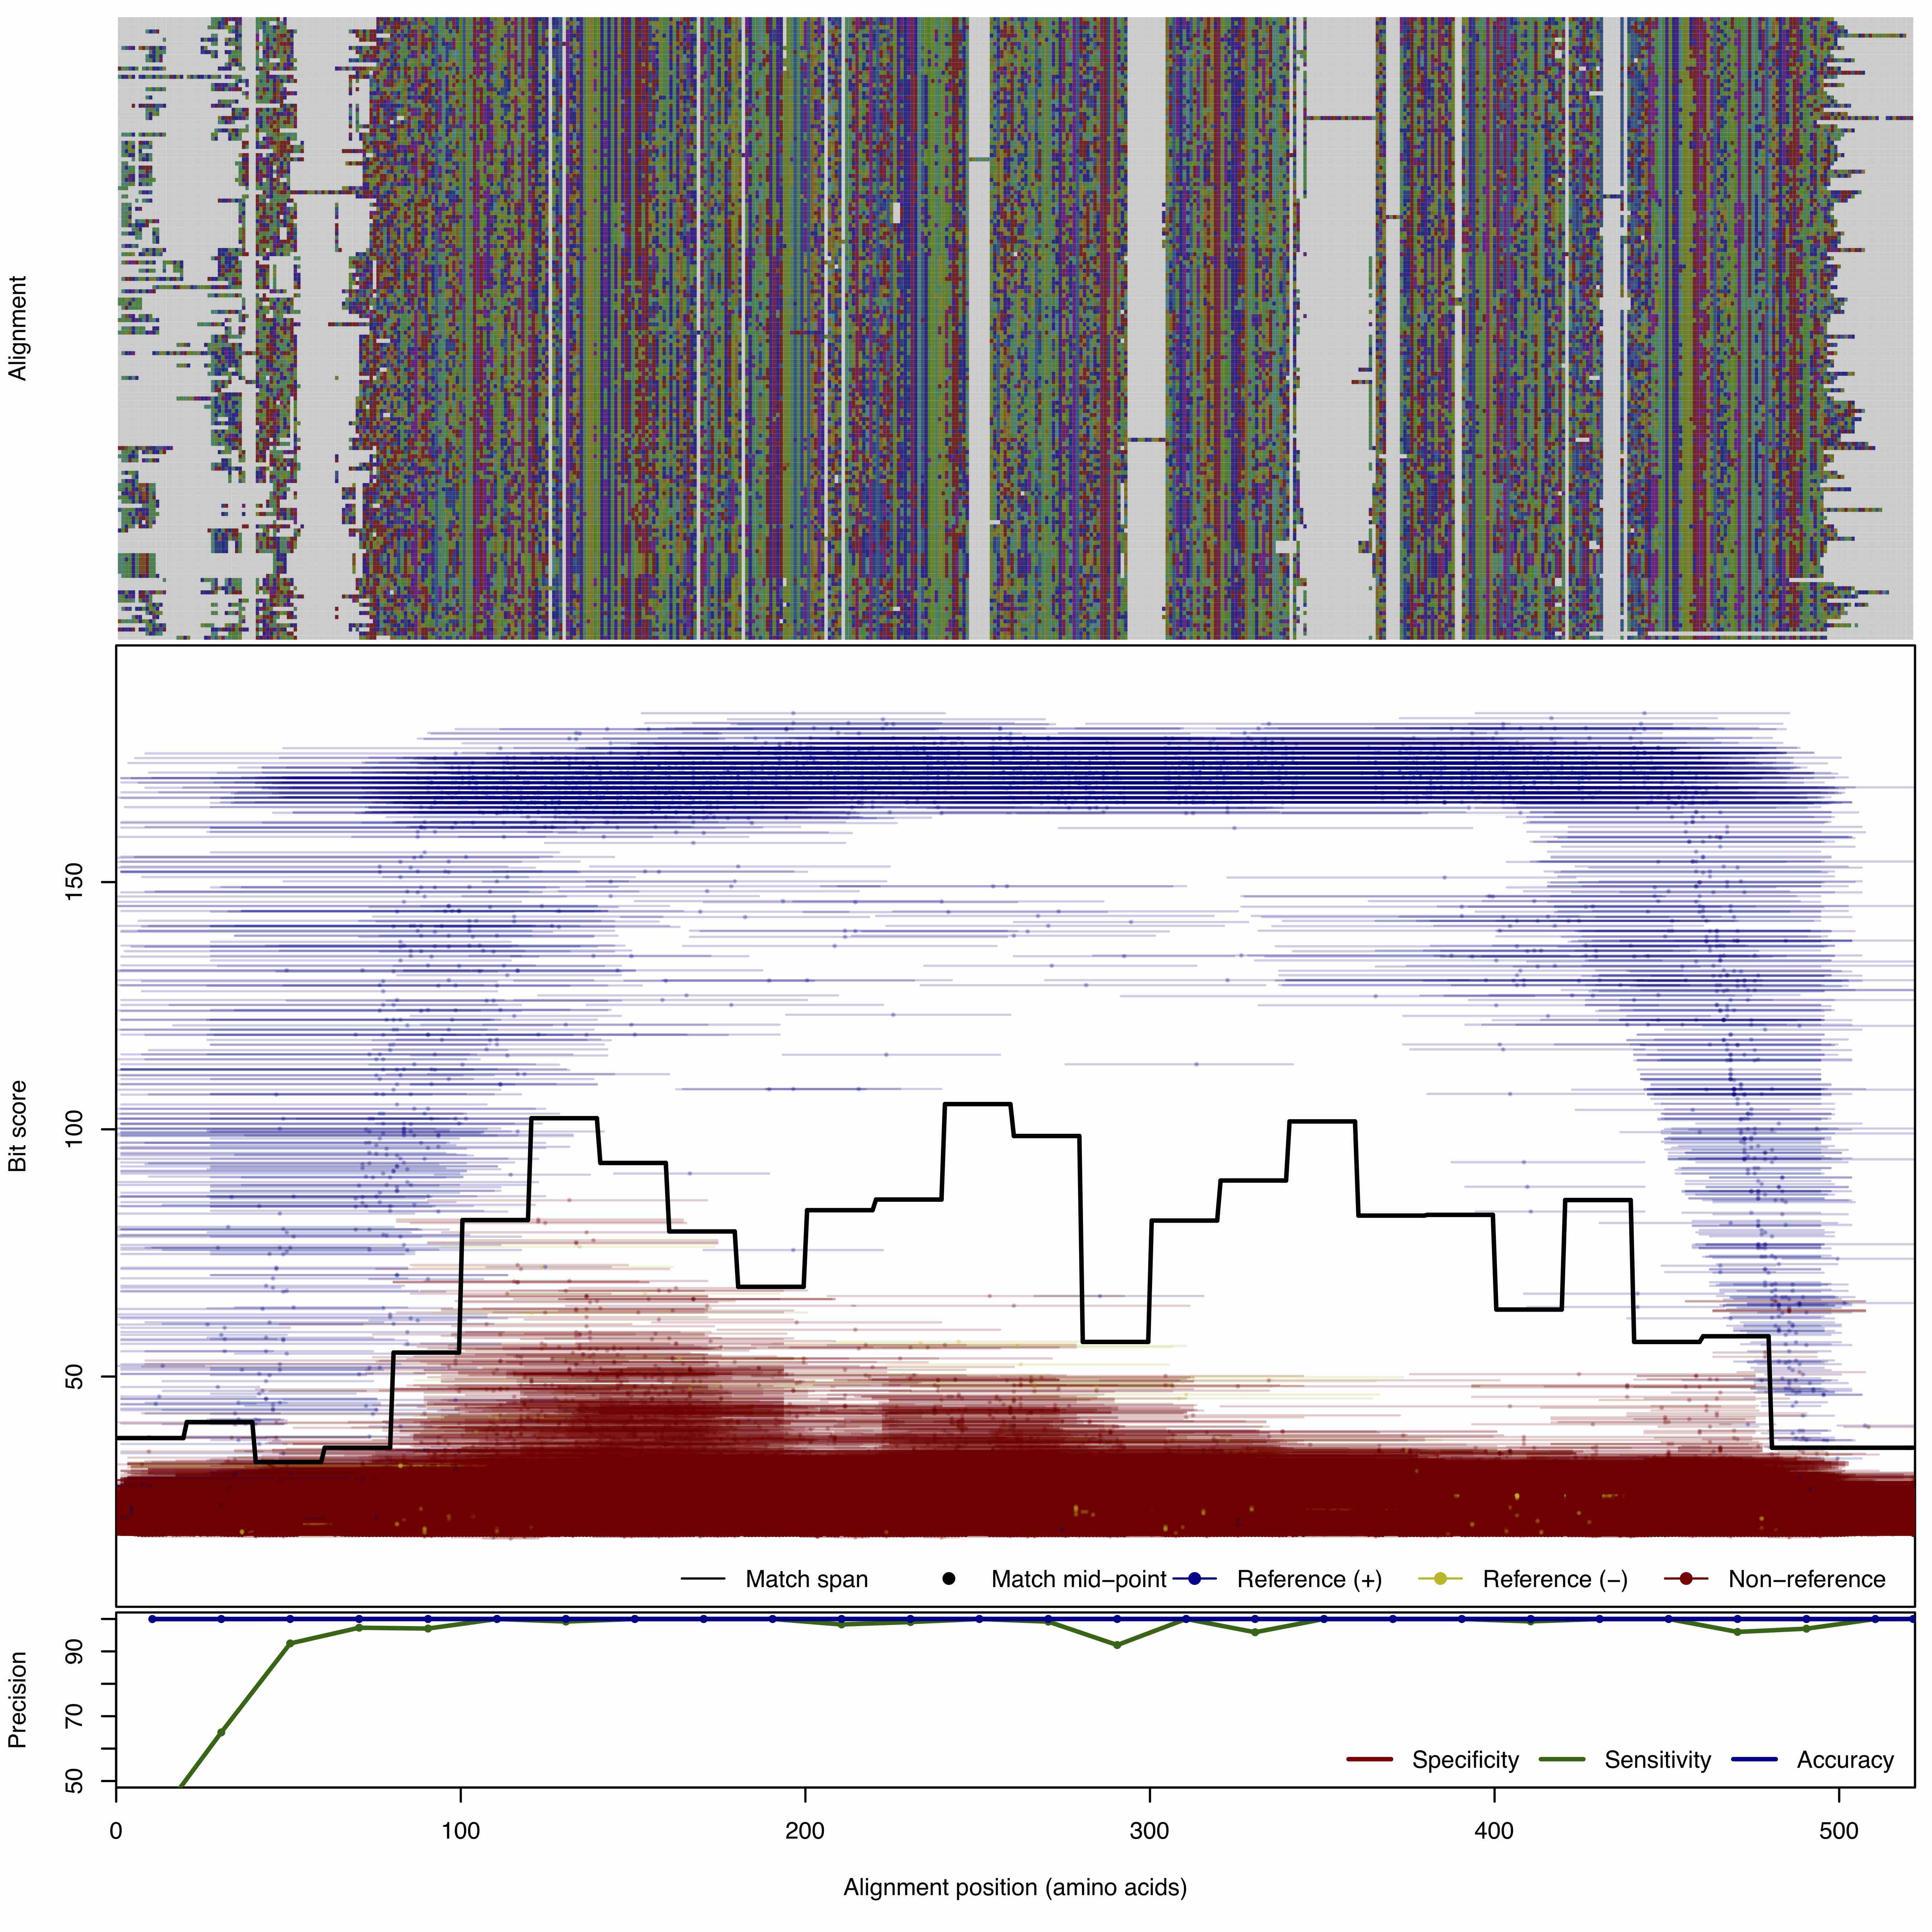 Alignment
Bit score
150
100
50
Match span
Match mid−point
Reference (+)
Reference (−)
Non−reference
Precision
90
70
50
Specificity
Sensitivity
Accuracy
0
100
200
300
400
500
Alignment position (amino acids)